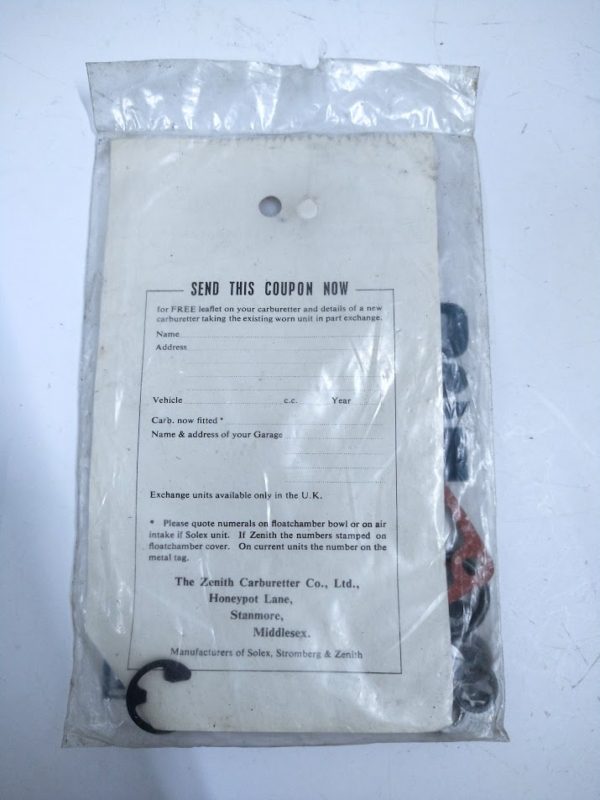 SEND THIS COUPON NOW
for FREE leaflet on your carburetter and details of a new
carburetter taking the existing worn unit in part exchange.
Name
Address
Vehicle c.c. Year
Carb. now fitted *
Name & address of your Garage
Exchange units available only in the U.K.
* Please quote numerals on floatchamber bowl or on air
intake if Solex unit. If Zenith the numbers stamped on
floatchamber cover. On current units the number on the
metal tag.
The Zenith Carburetter Co., Ltd.,
Honeypot Lane,
Stanmore,
Middlesex.
Manufacturers of Solex, Stromberg & Zenith